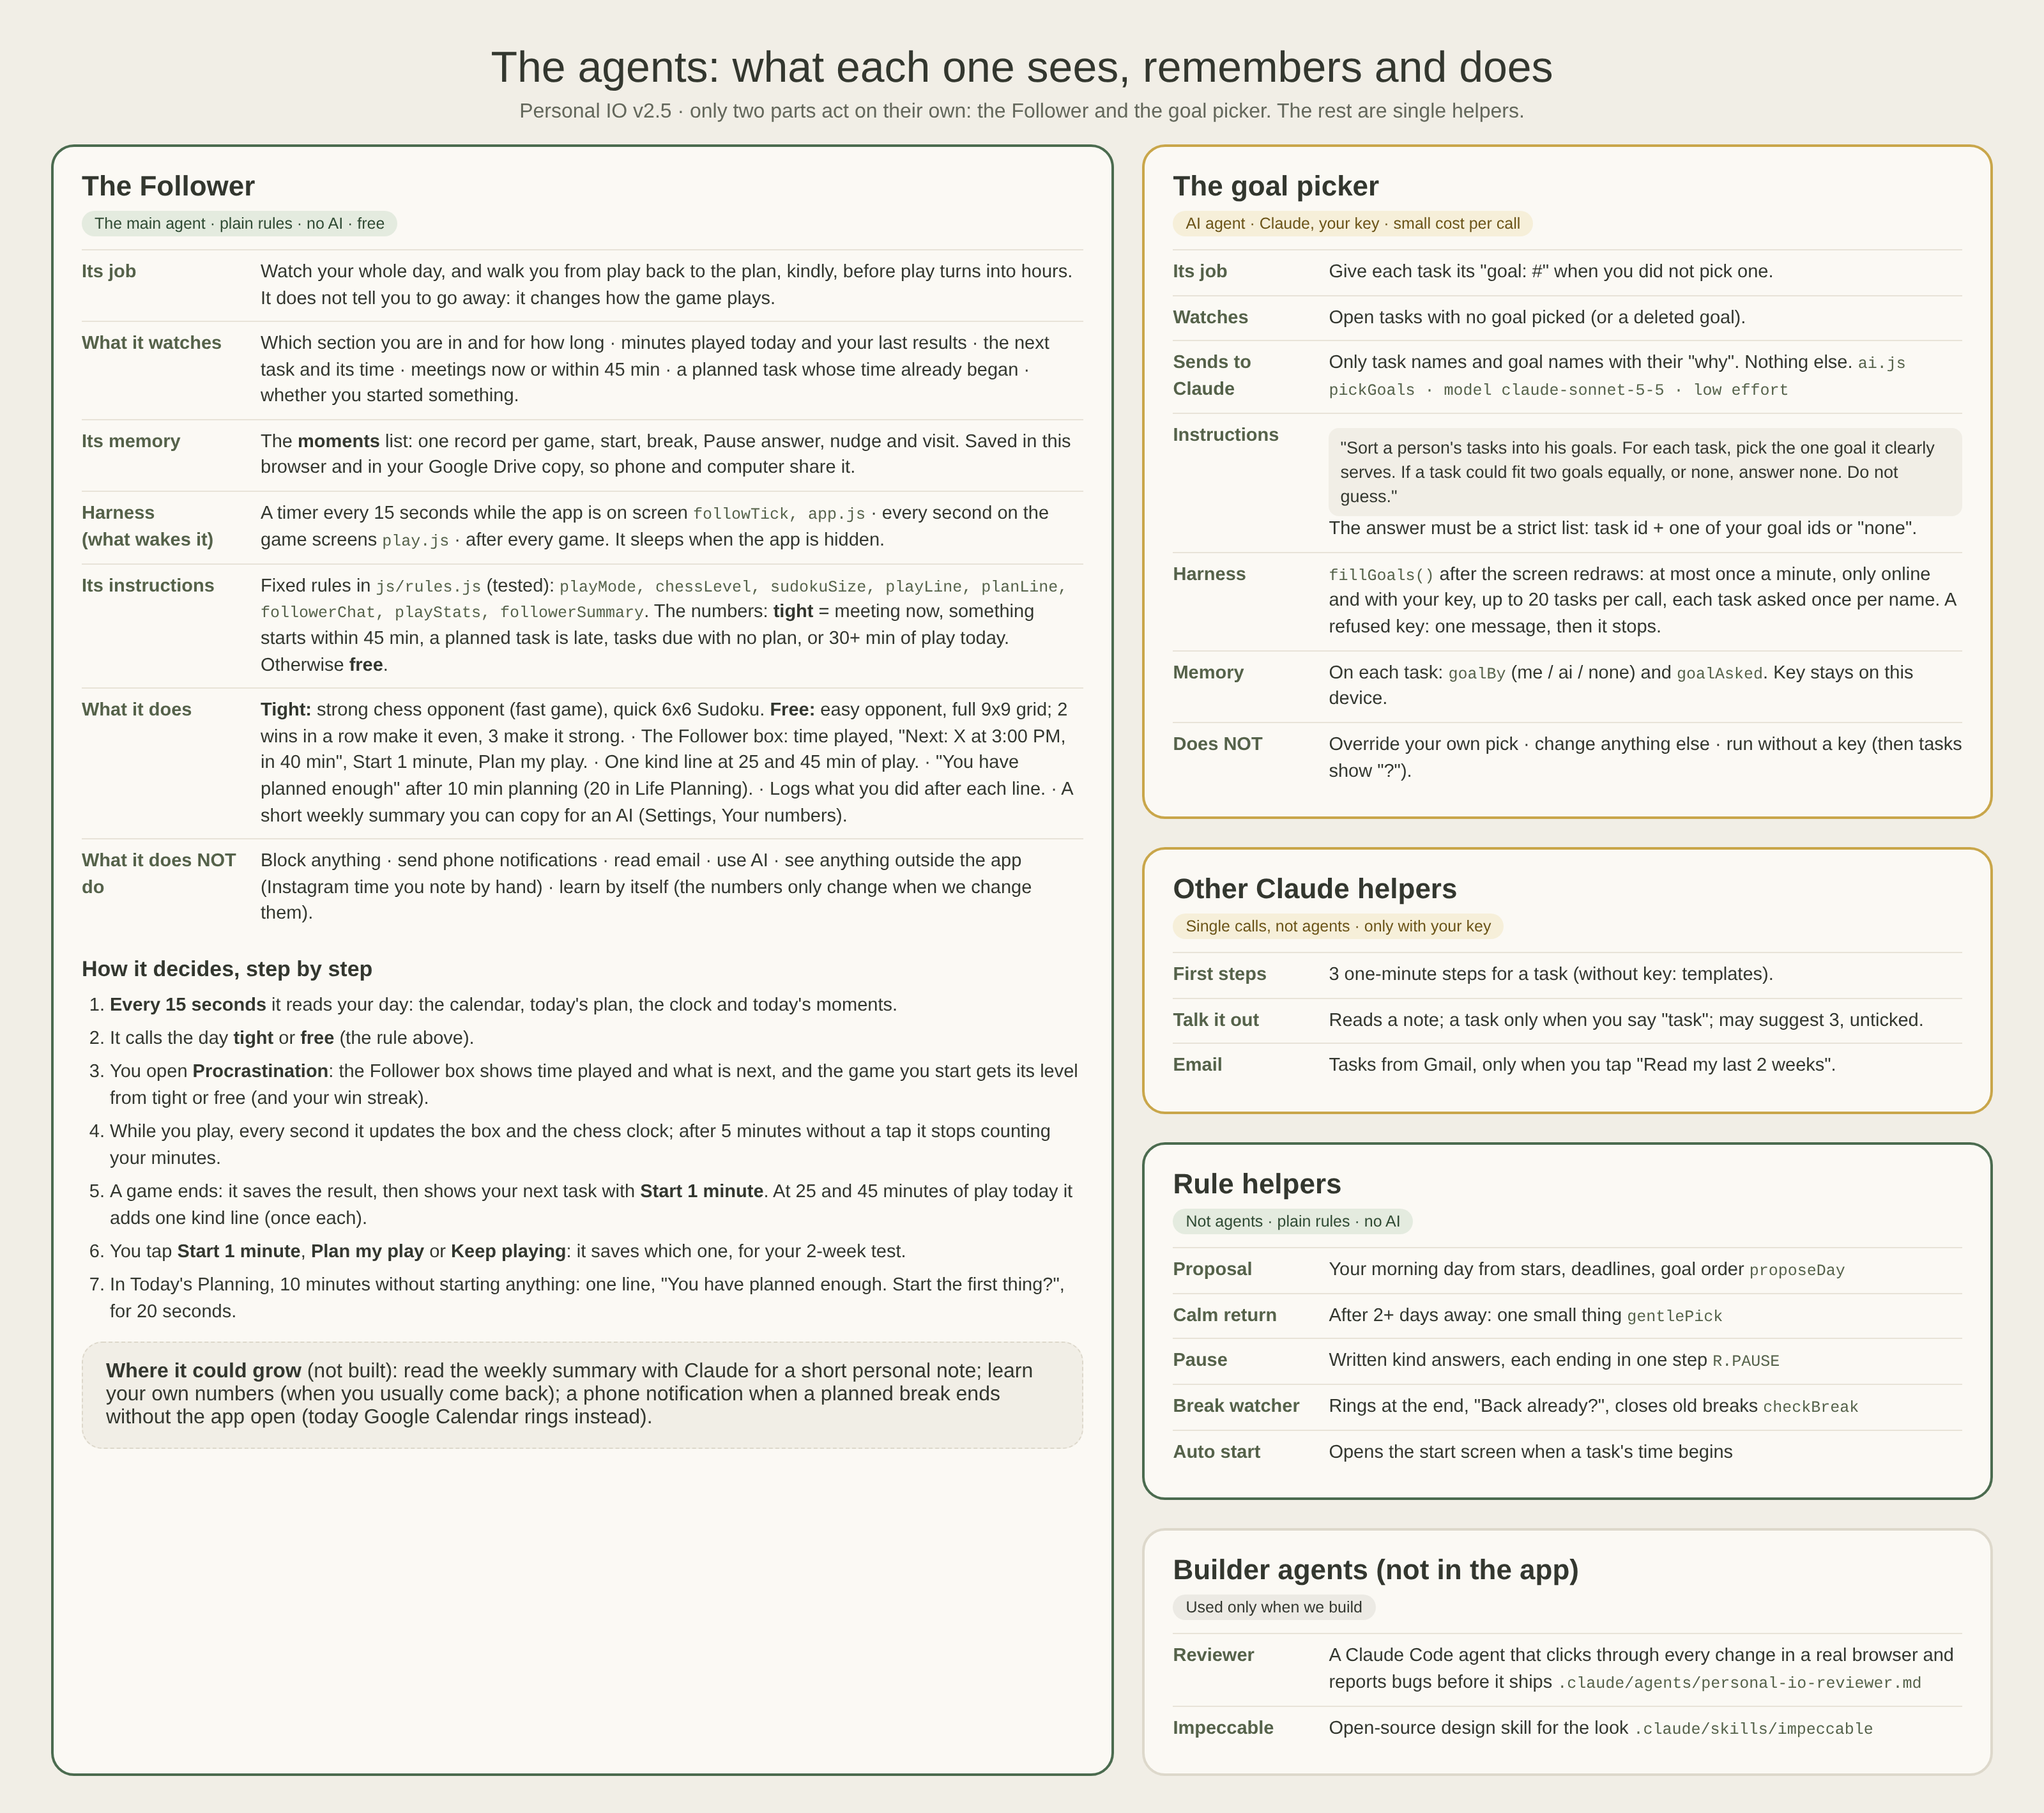 The agents: what each one sees, remembers and does
Personal IO v2.5 · only two parts act on their own: the Follower and the goal picker. The rest are single helpers.
The Follower
The main agent · plain rules · no AI · free
Its job
Watch your whole day, and walk you from play back to the plan, kindly, before play turns into hours.
It does not tell you to go away: it changes how the game plays.
What it watches
Which section you are in and for how long · minutes played today and your last results · the next
task and its time · meetings now or within 45 min · a planned task whose time already began ·
whether you started something.
Its memory
The moments list: one record per game, start, break, Pause answer, nudge and visit. Saved in this
browser and in your Google Drive copy, so phone and computer share it.
Harness
(what wakes it)
A timer every 15 seconds while the app is on screen followTick, app.js · every second on the
game screens play.js · after every game. It sleeps when the app is hidden.
Its instructions
Fixed rules in js/rules.js (tested): playMode, chessLevel, sudokuSize, playLine, planLine,
followerChat, playStats, followerSummary. The numbers: tight = meeting now, something
starts within 45 min, a planned task is late, tasks due with no plan, or 30+ min of play today.
Otherwise free.
What it does
Tight: strong chess opponent (fast game), quick 6x6 Sudoku. Free: easy opponent, full 9x9 grid; 2
wins in a row make it even, 3 make it strong. · The Follower box: time played, "Next: X at 3:00 PM,
in 40 min", Start 1 minute, Plan my play. · One kind line at 25 and 45 min of play. · "You have
planned enough" after 10 min planning (20 in Life Planning). · Logs what you did after each line. · A
short weekly summary you can copy for an AI (Settings, Your numbers).
What it does NOT
do
Block anything · send phone notifications · read email · use AI · see anything outside the app
(Instagram time you note by hand) · learn by itself (the numbers only change when we change
them).
How it decides, step by step
1. Every 15 seconds it reads your day: the calendar, today's plan, the clock and today's moments.
2. It calls the day tight or free (the rule above).
3. You open Procrastination: the Follower box shows time played and what is next, and the game you start gets its level
from tight or free (and your win streak).
4. While you play, every second it updates the box and the chess clock; after 5 minutes without a tap it stops counting
your minutes.
5. A game ends: it saves the result, then shows your next task with Start 1 minute. At 25 and 45 minutes of play today it
adds one kind line (once each).
6. You tap Start 1 minute, Plan my play or Keep playing: it saves which one, for your 2-week test.
7. In Today's Planning, 10 minutes without starting anything: one line, "You have planned enough. Start the first thing?",
for 20 seconds.
Where it could grow (not built): read the weekly summary with Claude for a short personal note; learn
your own numbers (when you usually come back); a phone notification when a planned break ends
without the app open (today Google Calendar rings instead).
The goal picker
AI agent · Claude, your key · small cost per call
Its job
Give each task its "goal: #" when you did not pick one.
Watches
Open tasks with no goal picked (or a deleted goal).
Sends to
Claude
Only task names and goal names with their "why". Nothing else. ai.js
pickGoals · model claude-sonnet-5-5 · low effort
Instructions
"Sort a person's tasks into his goals. For each task, pick the one goal it clearly
serves. If a task could fit two goals equally, or none, answer none. Do not
guess."
The answer must be a strict list: task id + one of your goal ids or "none".
Harness
fillGoals() after the screen redraws: at most once a minute, only online
and with your key, up to 20 tasks per call, each task asked once per name. A
refused key: one message, then it stops.
Memory
On each task: goalBy (me / ai / none) and goalAsked. Key stays on this
device.
Does NOT
Override your own pick · change anything else · run without a key (then tasks
show "?").
Other Claude helpers
Single calls, not agents · only with your key
First steps
3 one-minute steps for a task (without key: templates).
Talk it out
Reads a note; a task only when you say "task"; may suggest 3, unticked.
Email
Tasks from Gmail, only when you tap "Read my last 2 weeks".
Rule helpers
Not agents · plain rules · no AI
Proposal
Your morning day from stars, deadlines, goal order proposeDay
Calm return
After 2+ days away: one small thing gentlePick
Pause
Written kind answers, each ending in one step R.PAUSE
Break watcher
Rings at the end, "Back already?", closes old breaks checkBreak
Auto start
Opens the start screen when a task's time begins
Builder agents (not in the app)
Used only when we build
Reviewer
A Claude Code agent that clicks through every change in a real browser and
reports bugs before it ships .claude/agents/personal-io-reviewer.md
Impeccable
Open-source design skill for the look .claude/skills/impeccable